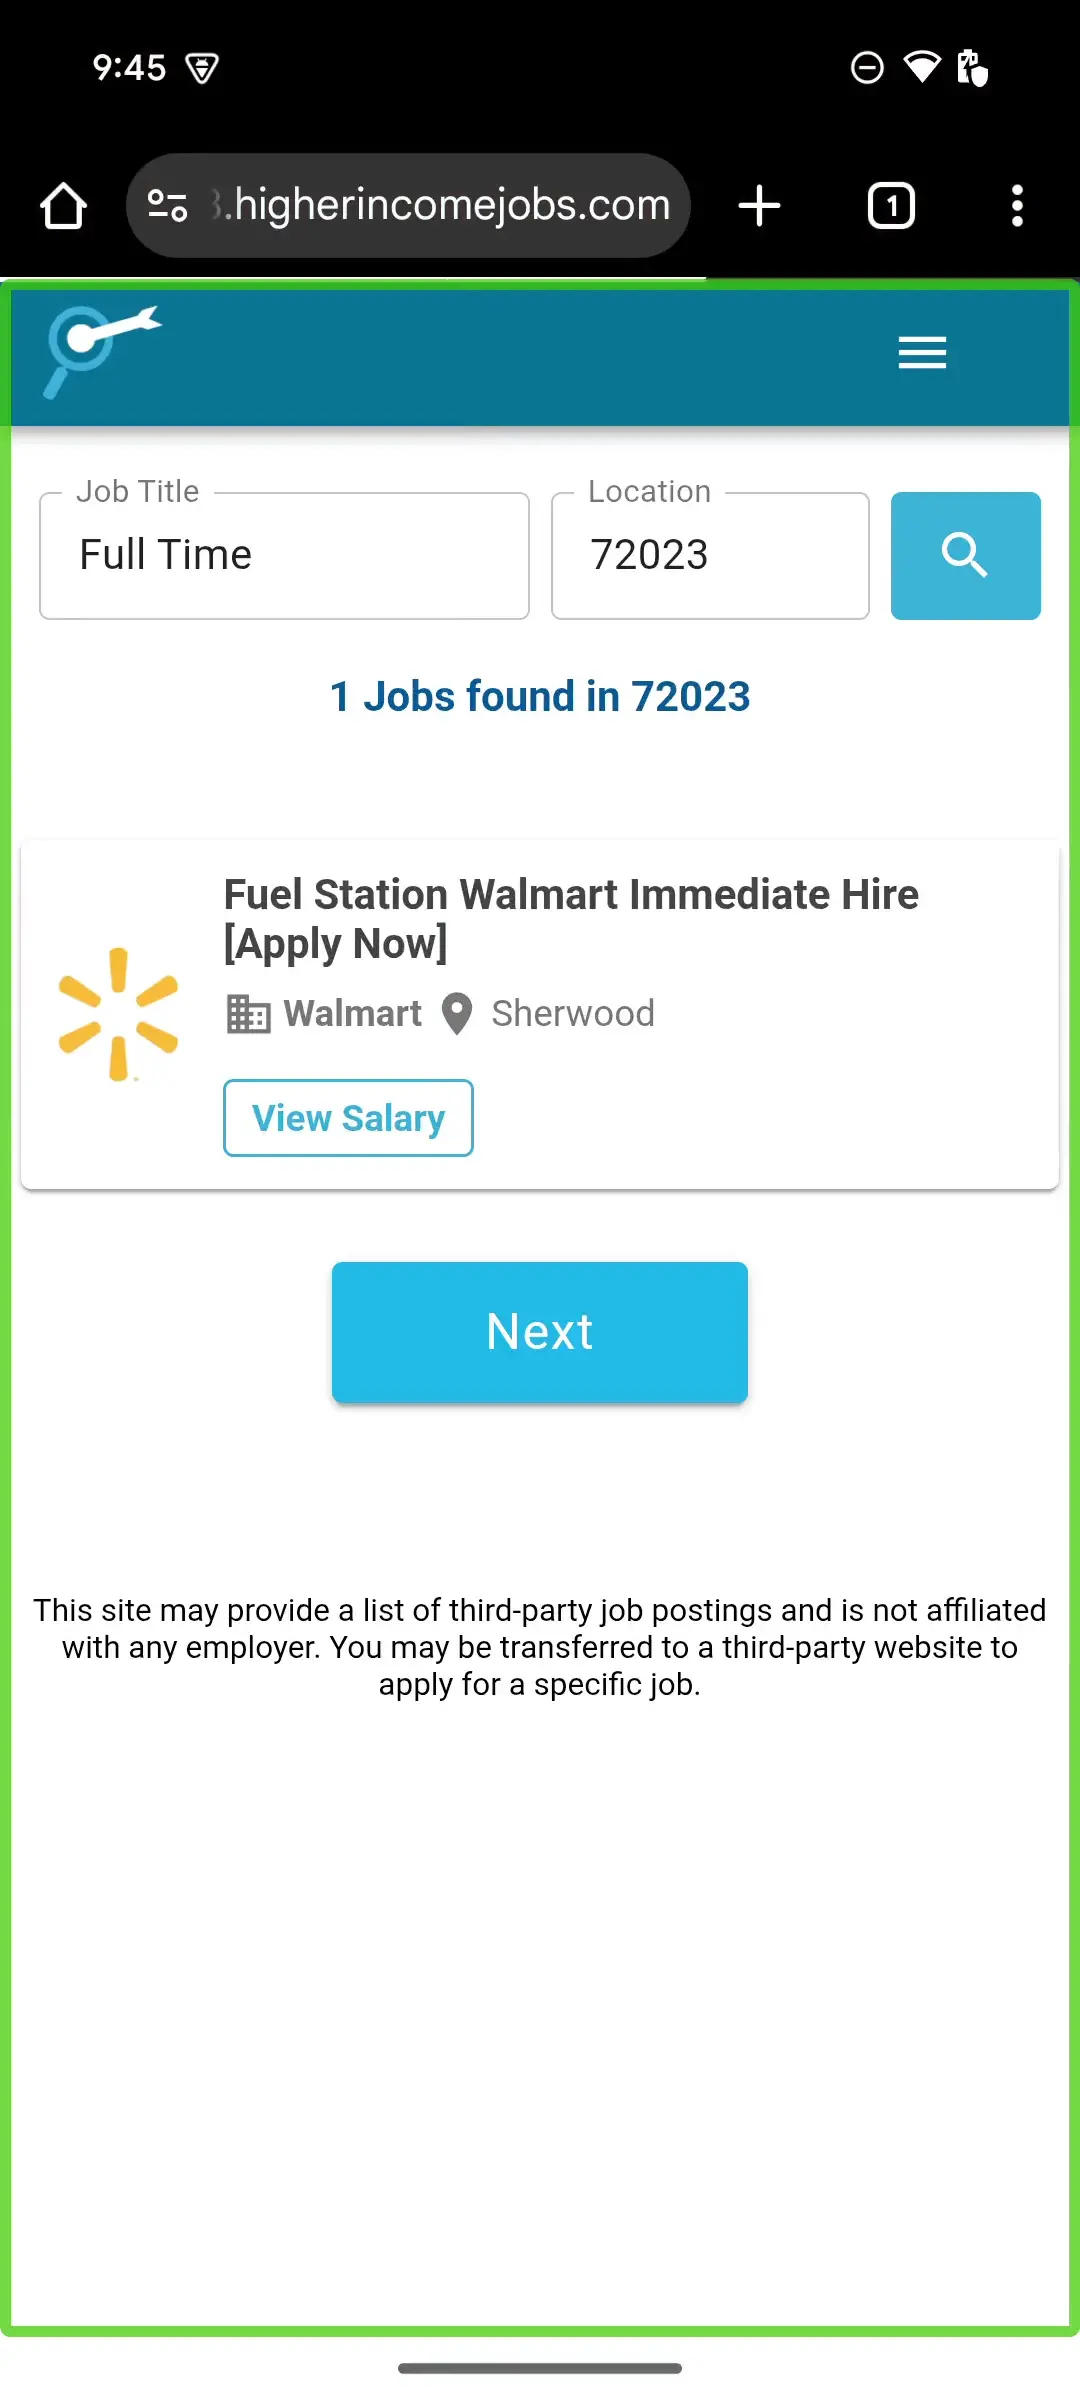 9:45
.higherincomejobs.com
1
Job Title
Location
Full Time
72023
1 Jobs found in 72023
Fuel Station Walmart Immediate Hire
[Apply Now]
Walmart Sherwood
View Salary
Next
This site may provide a list of third-party job postings and is not affiliated
with any employer. You may be transferred to a third-party website to
apply for a specific job.